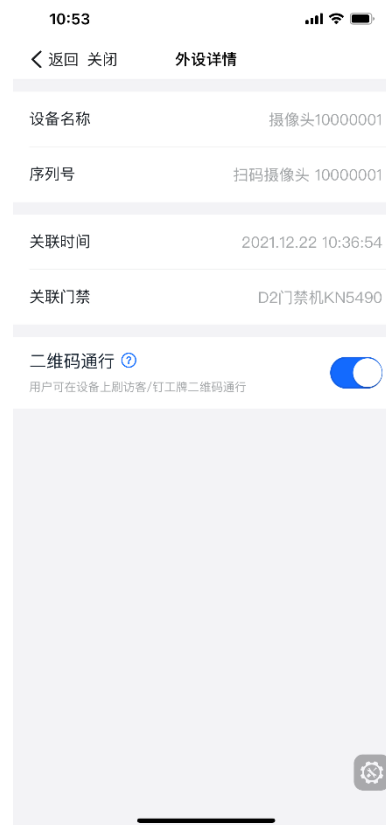 10:53
返回 关闭 外设详情
设备名称 摄像头10000001
序列号 扫码摄像头 10000001
关联时间 2021.12.22 10:36:54
关联门禁 D2门禁机KN5490
二维码通行 ?
用户可在设备上刷访客/钉工牌二维码通行